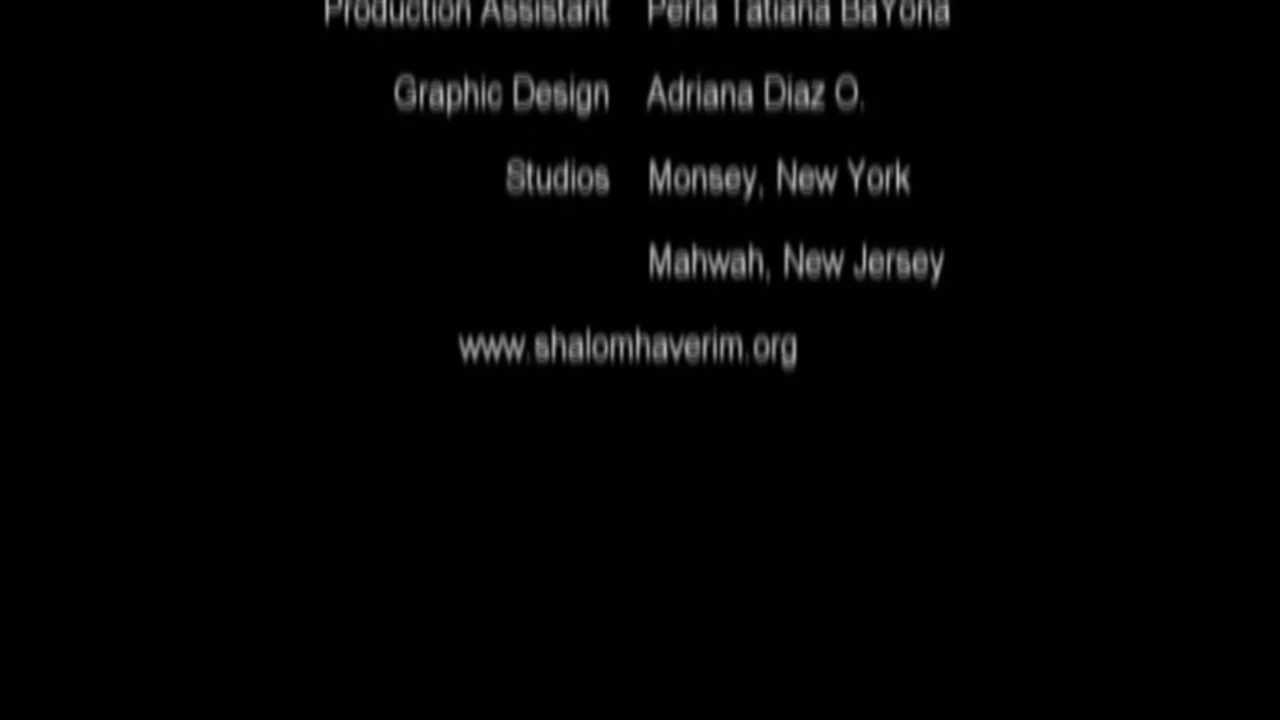 Production Assistant Perla Tatiana BaYona
Graphic Design Adriana Diaz O.
Studios Monsey, New York
Mahwah, New Jersey
www.shalomhaverim.org